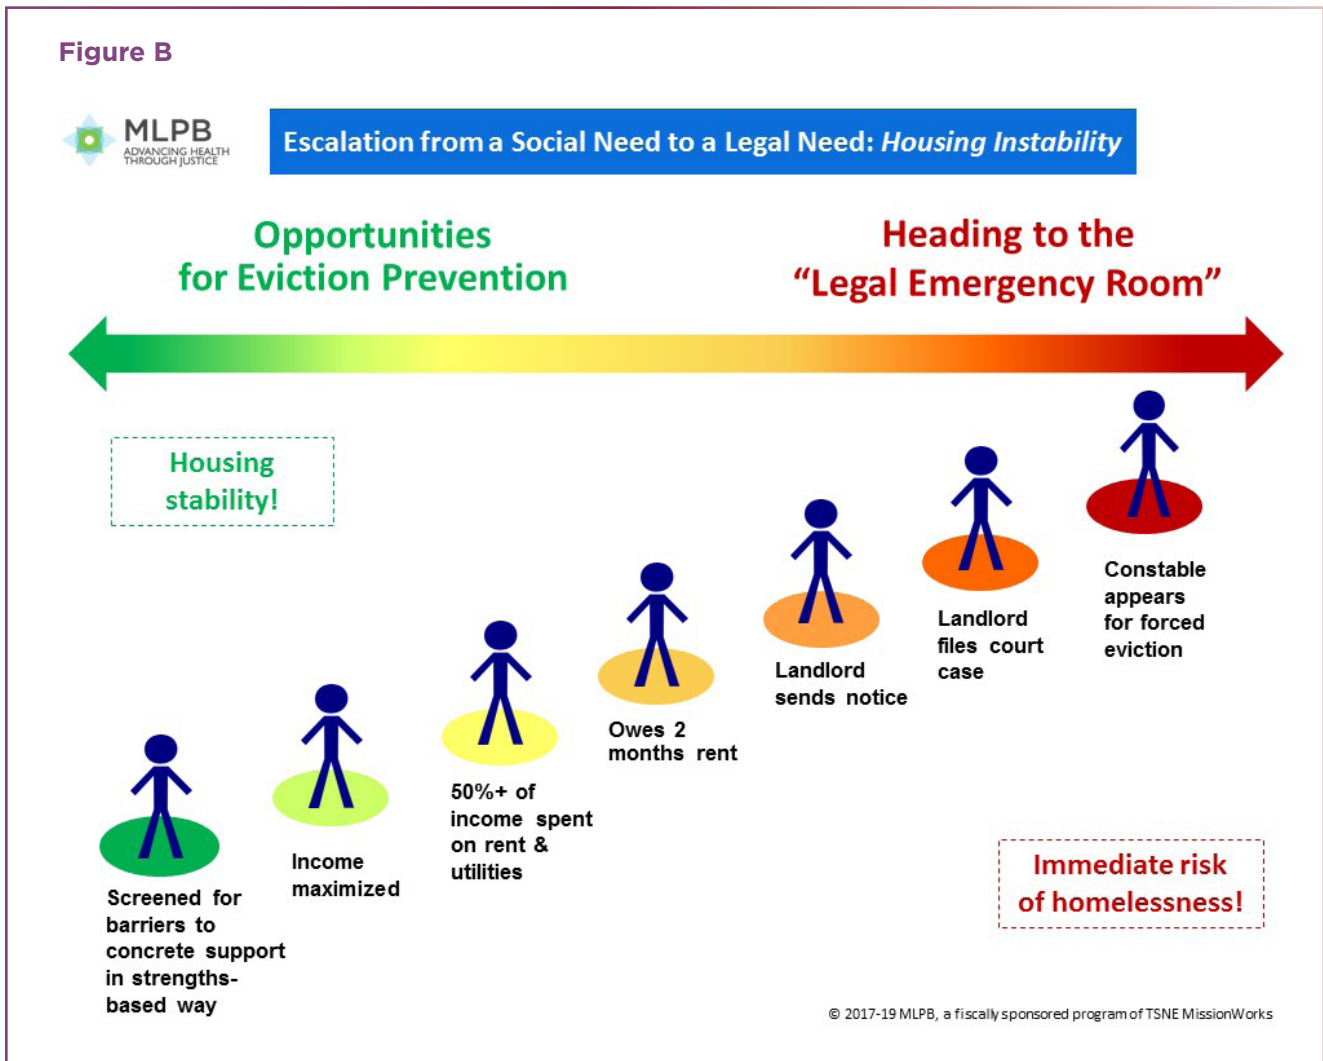 Figure B
MLPB
ADVANCING HEALTH
THROUGH JUSTICE
Escalation from a Social Need to a Legal Need: Housing Instability
Opportunities
for Eviction Prevention
Heading to the
“Legal Emergency Room”
Housing
stability!
Screened for
barriers to
concrete support
in strengths-
based way
Income
maximized
50%+ of
income spent
on rent &
utilities
Owes 2
months rent
Landlord
sends notice
Landlord
files court
case
Constable
appears
for forced
eviction
Immediate risk
of homelessness!
© 2017-19 MLPB, a fiscally sponsored program of TSNE MissionWorks